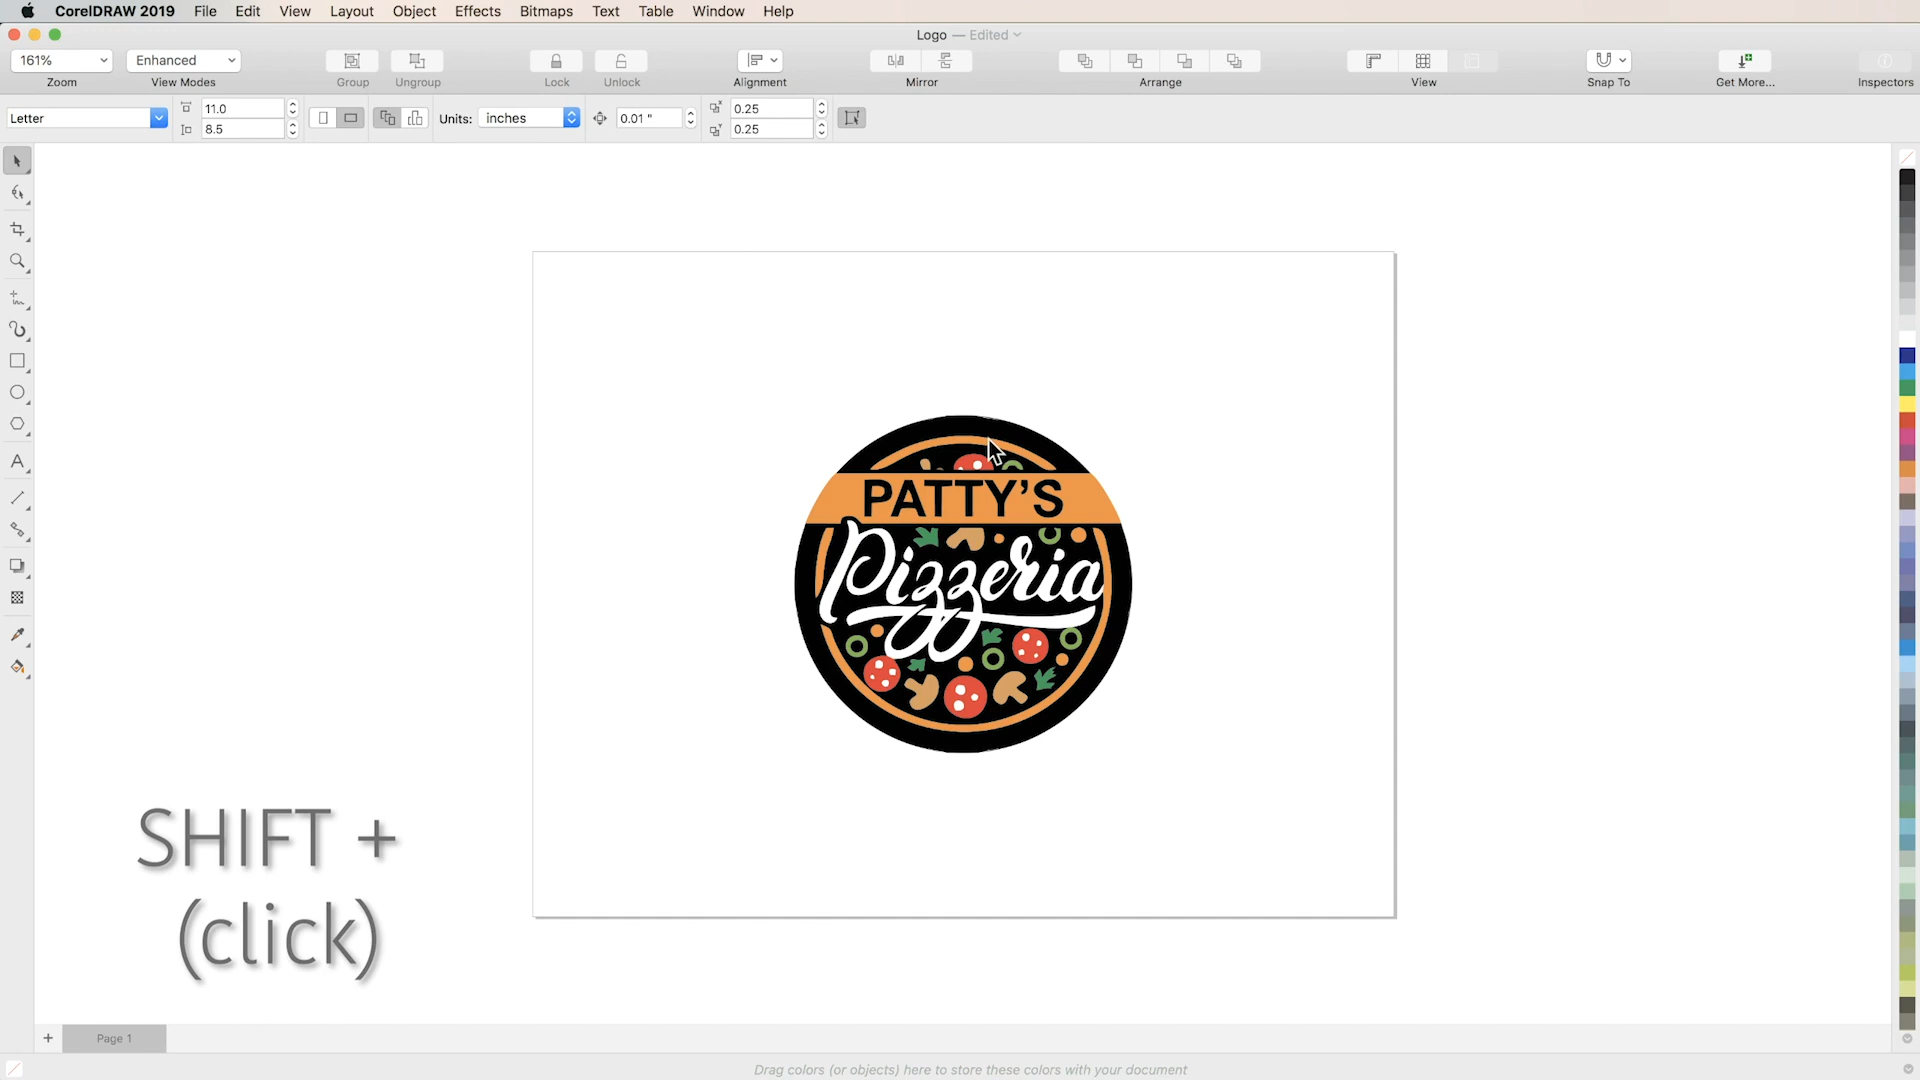 CorelDRAW 2019 File Edit View Layout Object Effects Bitmaps Text Table Window Help
Logo — Edited
161% Enhanced
Zoom View Modes Group Ungroup Lock Unlock Alignment Mirror Arrange View Snap To Get More... Inspectors
Letter 11.0 Units: inches 0.01 " 0.25
8.5 0.25
PATTY'S
Pizzeria
SHIFT +
(click)
+ Page 1
Drag colors (or objects) here to store these colors with your document